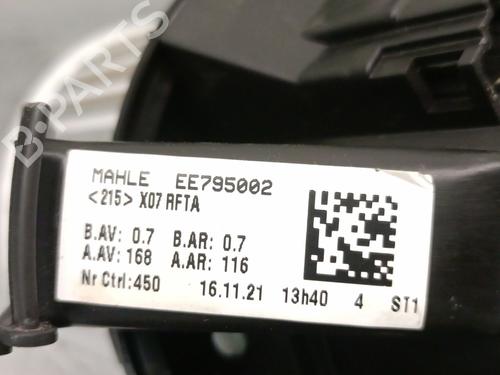 B-PARTS
MAHLE EE795002
<215> X07 RFTA
B.AV: 0.7 B.AR: 0.7
A.AV: 168 A.AR: 116
Nr Ctrl:450 16.11.21 13h40 4 ST1